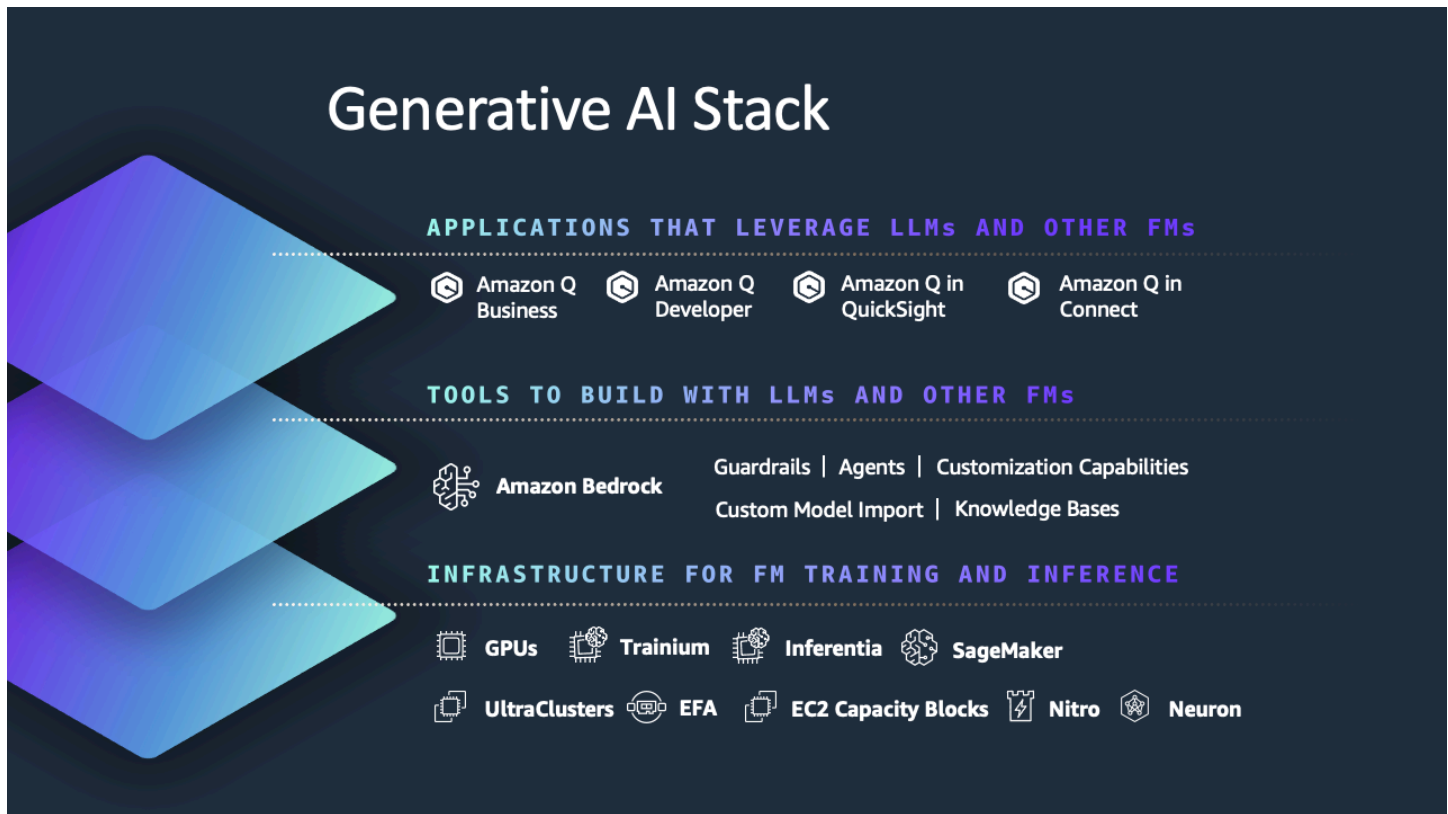 Generative AI Stack
APPLICATIONS THAT LEVERAGE LLMs AND OTHER FMs
Amazon Q Business
Amazon Q Developer
Amazon Q in QuickSight
Amazon Q in Connect
TOOLS TO BUILD WITH LLMs AND OTHER FMs
Amazon Bedrock
Guardrails | Agents | Customization Capabilities
Custom Model Import | Knowledge Bases
INFRASTRUCTURE FOR FM TRAINING AND INFERENCE
GPUs Trainium Inferentia SageMaker
UltraClusters EFA EC2 Capacity Blocks Nitro Neuron